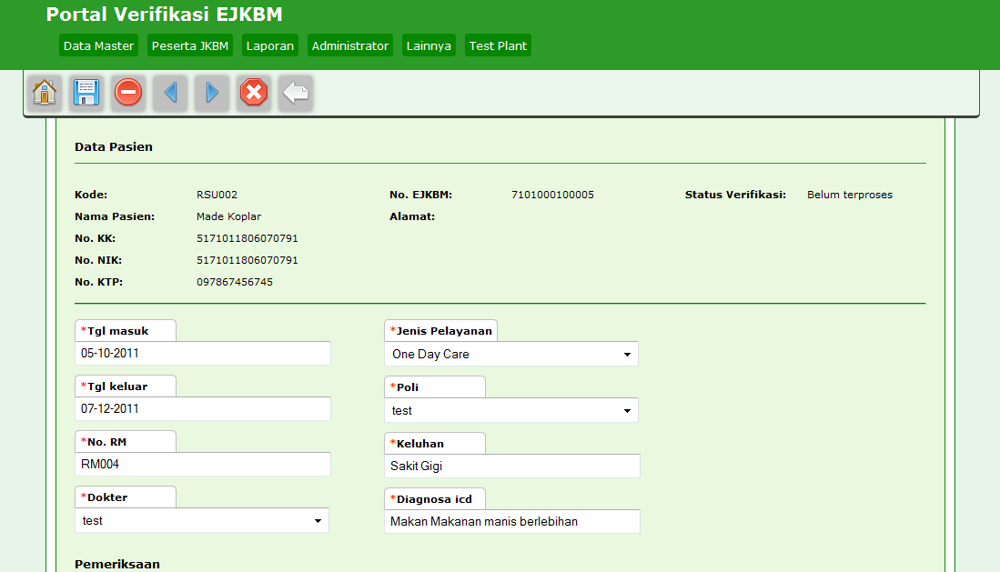 Portal Verifikasi EJKBM
Data Master Peserta JKBM Laporan Administrator Lainnya Test Plant
Data Pasien
Kode: RSU002 No. EJKBM: 7101000100005 Status Verifikasi: Belum terproses
Nama Pasien: Made Koplar Alamat:
No. KK: 5171011806070791
No. NIK: 5171011806070791
No. KTP: 097867456745
*Tgl masuk *Jenis Pelayanan
05-10-2011 One Day Care
*Tgl keluar *Poli
07-12-2011 test
*No. RM *Keluhan
RM004 Sakit Gigi
*Dokter *Diagnosa icd
test Makan Makanan manis berlebihan
Pemeriksaan